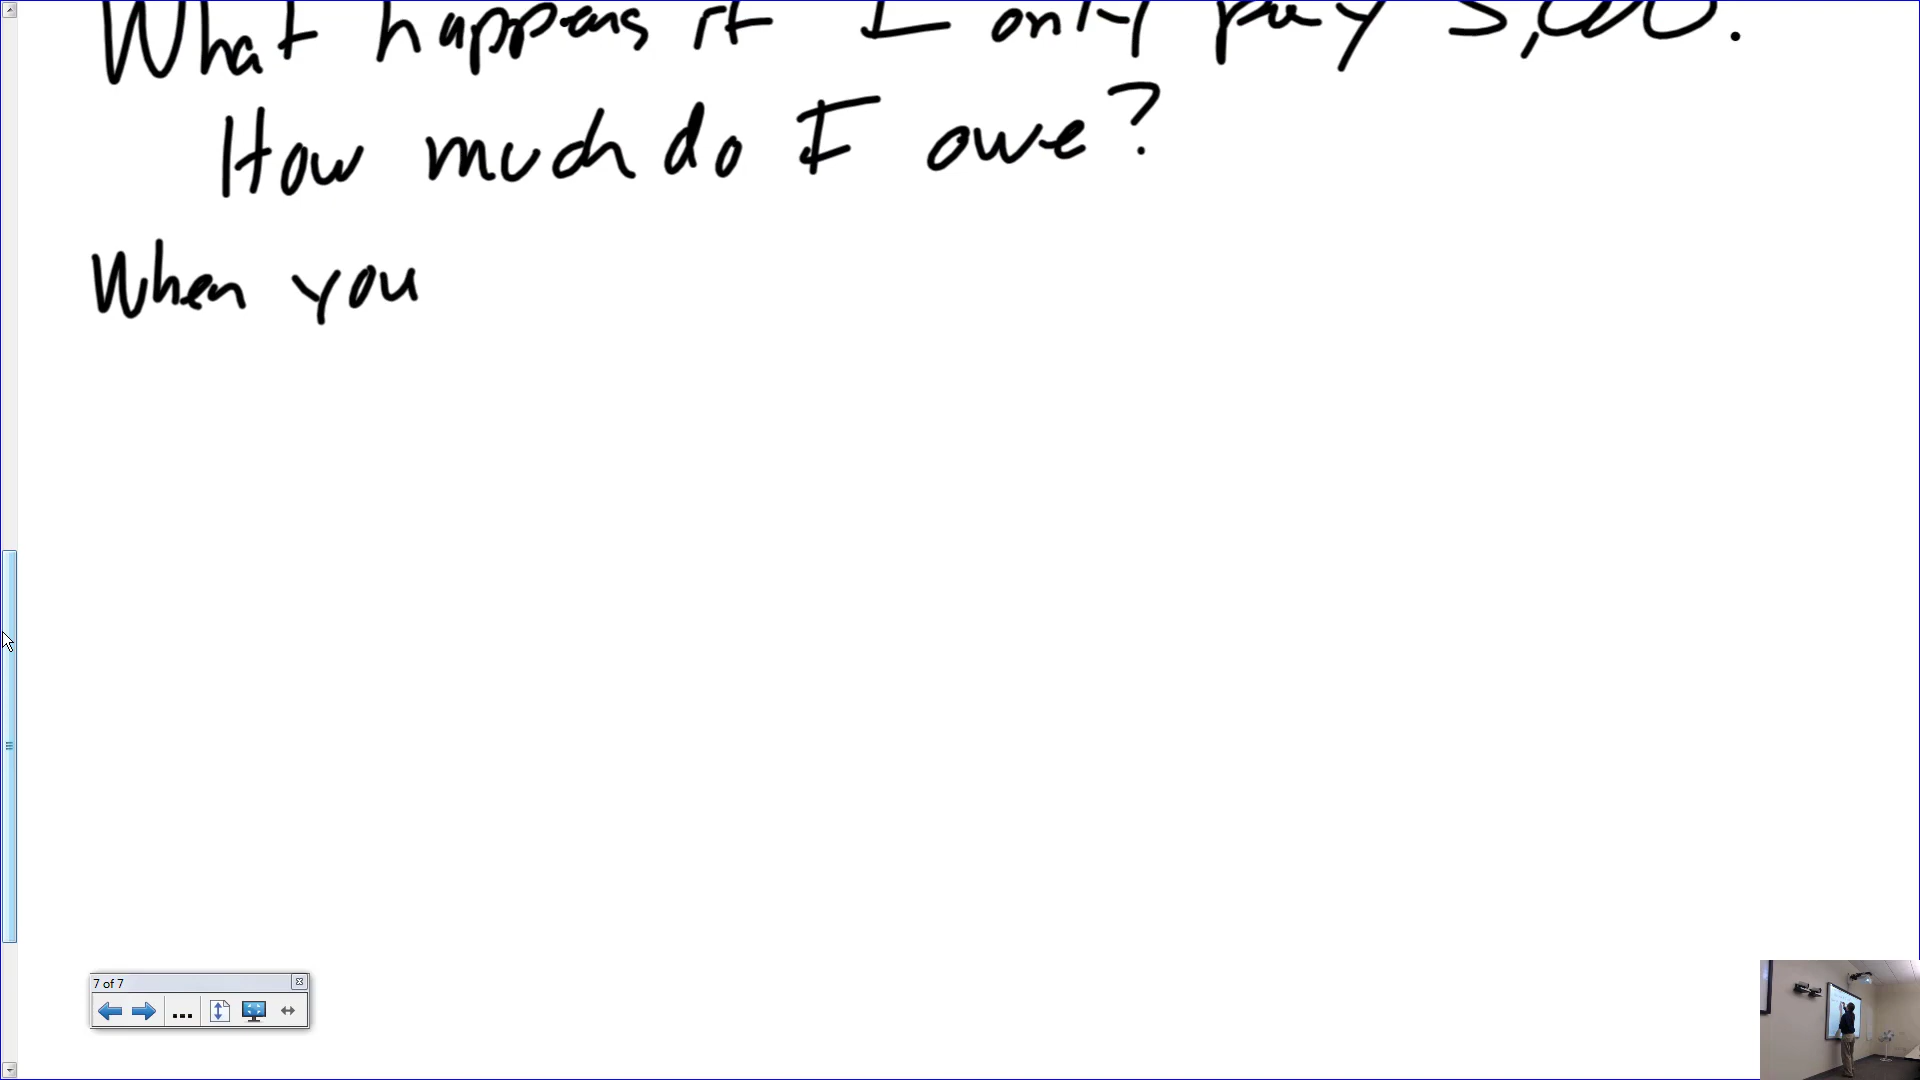 What happens if I only pay 5,000.
How much do I owe?
When you
7 of 7